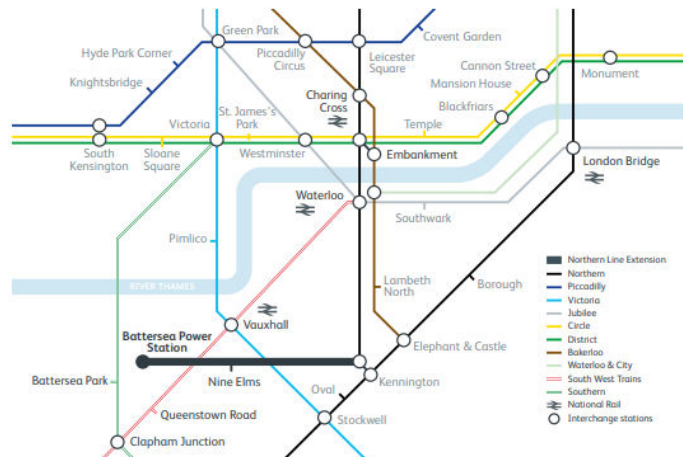 Green Park
Covent Garden
Hyde Park Corner
Piccadilly
Circus
Leicester
Square
Cannon Street
Knightsbridge
Mansion House
Monument
Charing
Cross
Blackfriars
St. James's
Park
Victoria
Temple
South
Kensington
Sloane
Square
Westminster
Embankment
London Bridge
Waterloo
Southwark
Pimlico
RIVER THAMES
Lambeth
North
Borough
Vauxhall
Battersea Power
Station
Elephant & Castle
Nine Elms
Kennington
Battersea Park
Oval
Queenstown Road
Stockwell
Clapham Junction
Northern Line Extension
Northern
Piccadilly
Victoria
Jubilee
Circle
District
Bakerloo
Waterloo & City
South West Trains
Southern
National Rail
Interchange stations